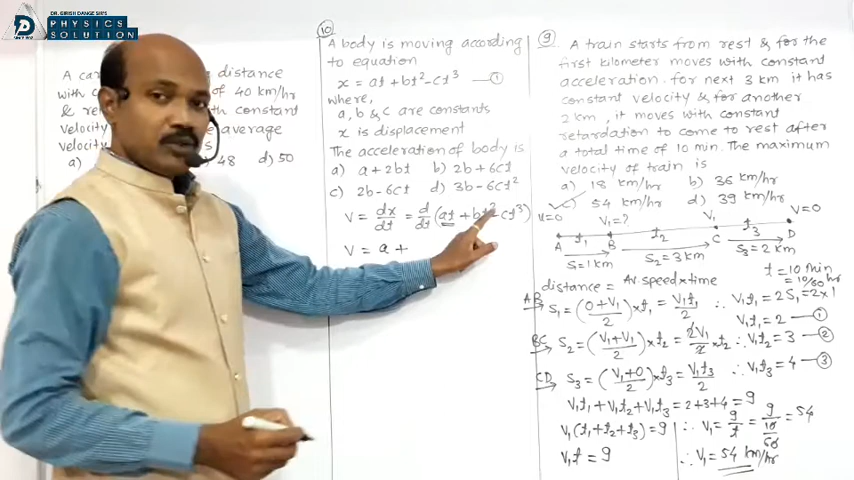 DR. GIRISH DANGE SIR'S
PHYSICS
SOLUTION
A distance
with of 40 km/hr
& with constant
velocity average
velocity
a) 48 d) 50
10
A body is moving according
to equation
x = at + bt² - ct³ — 1
where,
a, b & c are constants
x is displacement
The acceleration of body is
a) a + 2bt b) 2b + 6ct
c) 2b - 6ct d) 3b - 6ct²
V = dx/dt = d/dt (at + bt² - ct³)
V = a +
9
A train starts from rest & for the
first kilometer moves with constant
acceleration. for next 3 km it has
constant velocity & for another
2 km, it moves with constant
retardation to come to rest after
a total time of 10 min. The maximum
velocity of train is
a) 18 km/hr b) 36 km/hr
c) 54 km/hr d) 39 km/hr
u=0 V₁=? V₁ V=0
t₁ t₂ t₃
A B C D
S=1km S₂=3km S₃=2km
t = 10 min
= 10/60 hr
distance = Av. speed × time
AB S₁ = (0+V₁/2) × t₁ = V₁t₁/2 ∴ V₁t₁ = 2S₁ = 2×1
V₁t₁ = 2 — 1
BC S₂ = (V₁+V₁/2) × t₂ = 2V₁/2 × t₂ ∴ V₁t₂ = 3 — 2
CD S₃ = (V₁+0/2) × t₃ = V₁t₃/2 ∴ V₁t₃ = 4 — 3
V₁t₁ + V₁t₂ + V₁t₃ = 2+3+4 = 9
V₁(t₁+t₂+t₃) = 9 ∴ V₁ = 9/t = 9/10/60 = 54
V₁t = 9 ∴ V₁ = 54 km/hr